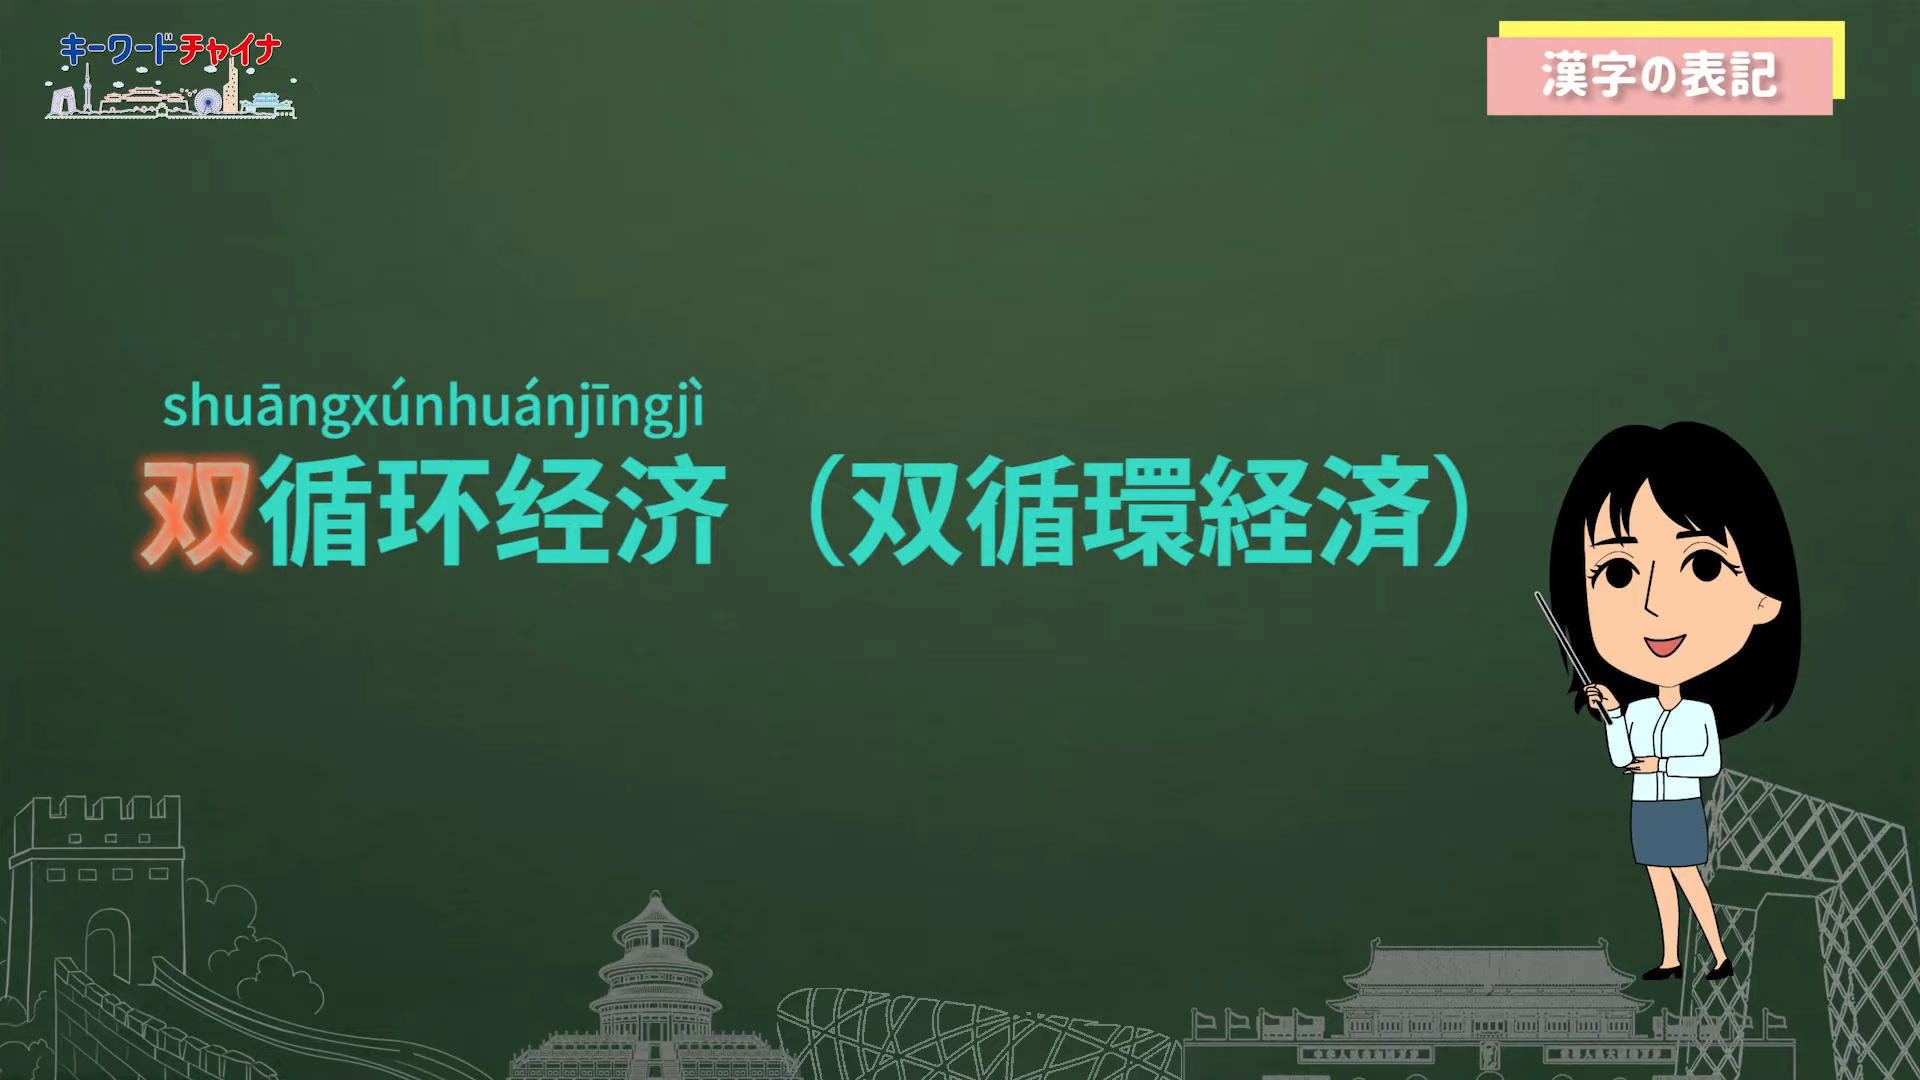 キーワードチャイナ
漢字の表記
shuāngxúnhuánjīngjì
双循环经济（双循環経済）